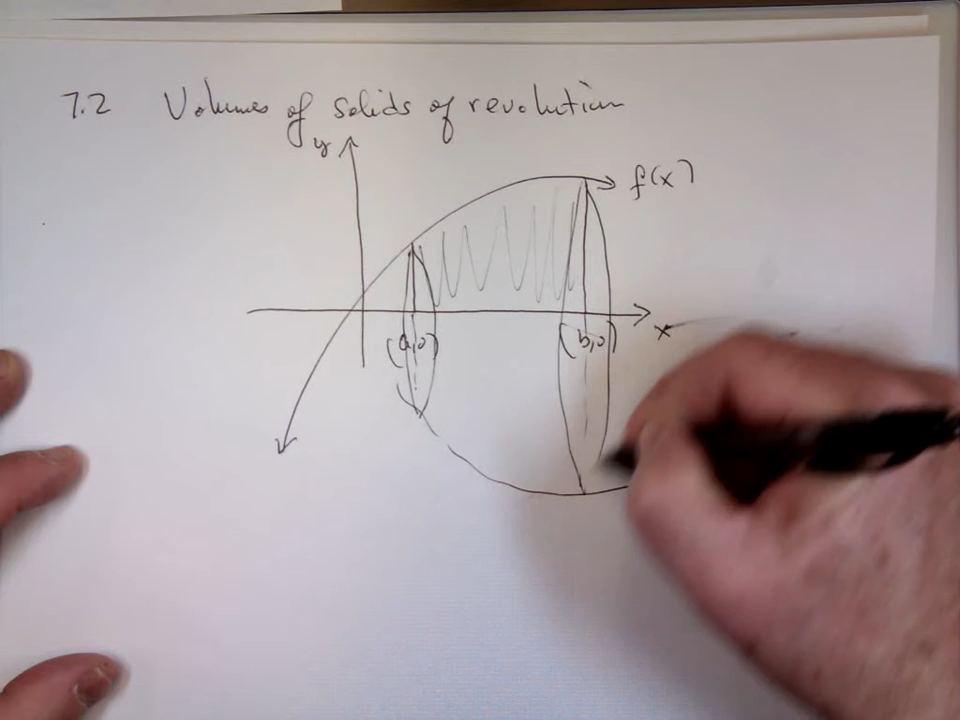 7.2 Volumes of solids of revolution
y
f(x)
x
(a,0) (b,0)